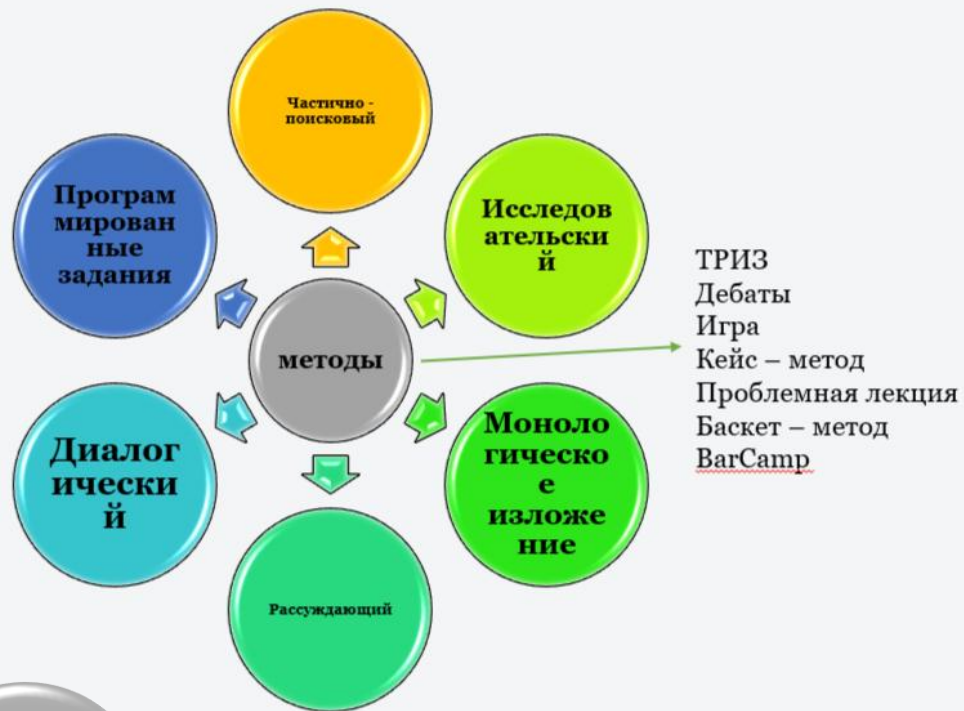 Частично -
поисковый
Исследов
ательски
й
Моноло
гическо
е
изложе
ние
Рассуждающий
Диалог
ически
й
Програм
мирован
ные
задания
методы
ТРИЗ
Дебаты
Игра
Кейс – метод
Проблемная лекция
Баскет – метод
BarCamp